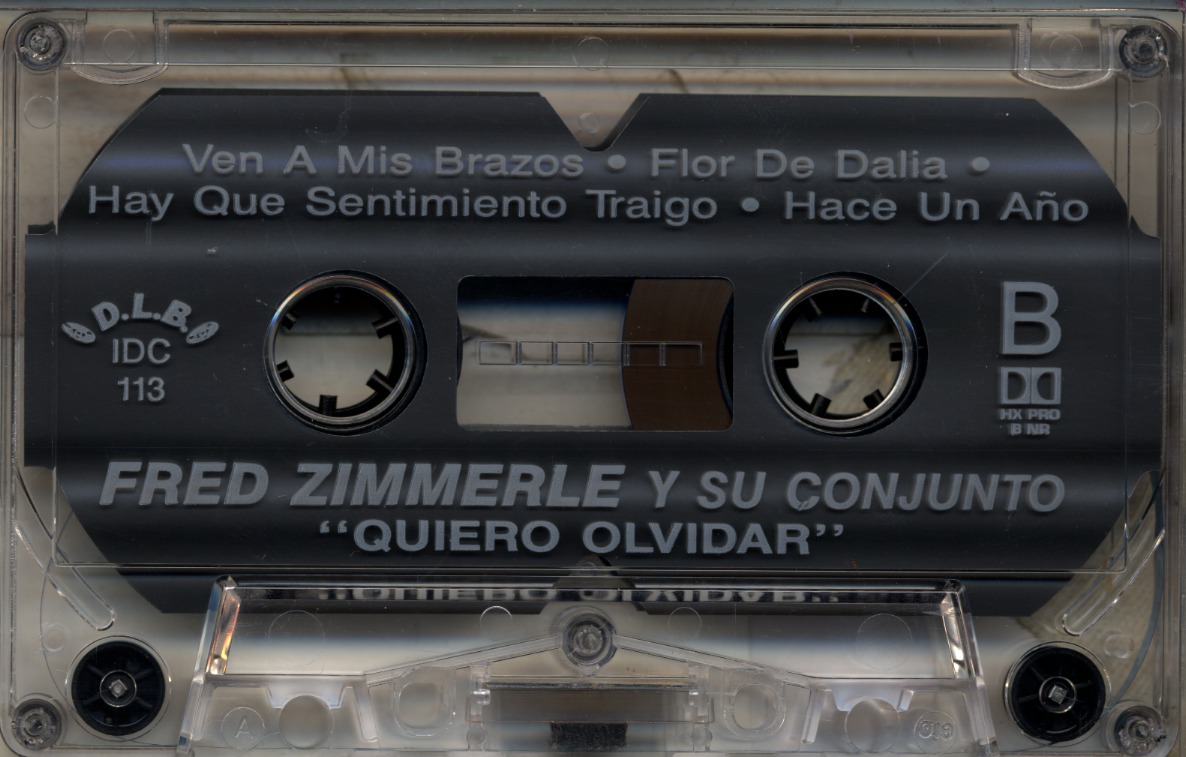 Ven A Mis Brazos • Flor De Dalia •
Hay Que Sentimiento Traigo • Hace Un Año
D.L.B.
IDC
113
B
HX PRO
B NR
FRED ZIMMERLE Y SU CONJUNTO
“QUIERO OLVIDAR”
A